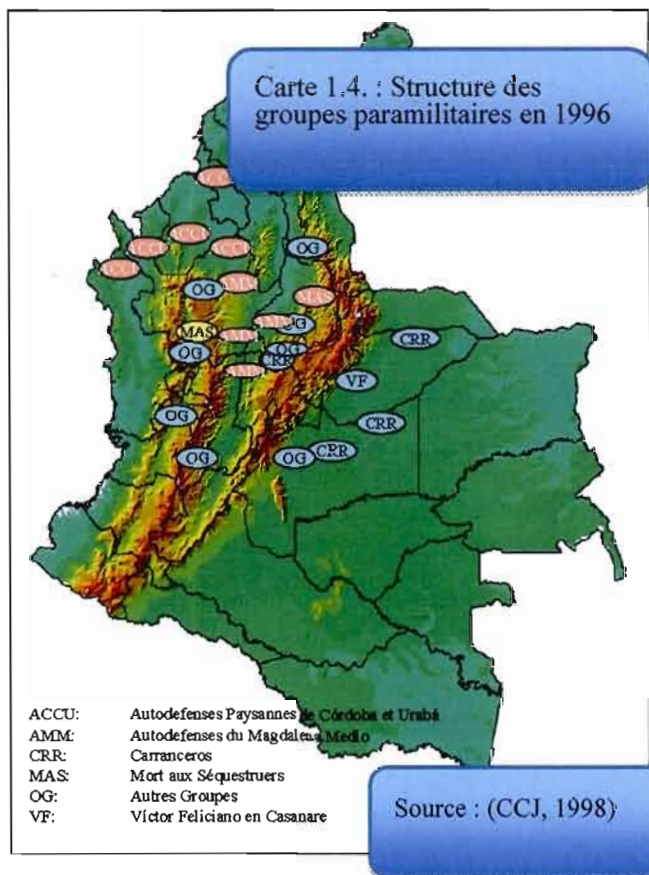 Carte 1.4. : Structure des
groupes paramilitaires en 1996
ACCU
ACCU
ACCU
ACCU
OG
ACCU
OG
AMM
MAS
AMM
OG
MAS
AMM
CRR
OG
OG
CRR
AMM
VF
OG
CRR
OG
OG
CRR
ACCU: Autodefenses Paysannes de Córdoba et Urabá
AMM: Autodefenses du Magdalena Medio
CRR: Carranceros
MAS: Mort aux Séquestruers
OG: Autres Groupes
VF: Víctor Feliciano en Casanare
Source : (CCJ, 1998)